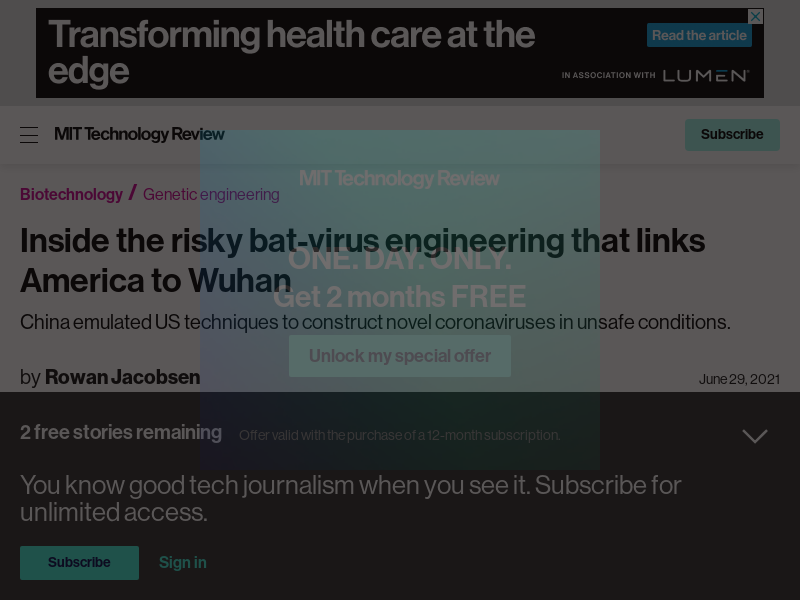 Transforming health care at the
edge
Read the article
IN ASSOCIATION WITH LUMEN®
MIT Technology Review
Subscribe
MIT Technology Review
Biotechnology / Genetic engineering
Inside the risky bat-virus engineering that links
America to Wuhan
ONE. DAY. ONLY.
Get 2 months FREE
China emulated US techniques to construct novel coronaviruses in unsafe conditions.
Unlock my special offer
by Rowan Jacobsen
June 29, 2021
2 free stories remaining
Offer valid with the purchase of a 12-month subscription.
You know good tech journalism when you see it. Subscribe for
unlimited access.
Subscribe
Sign in